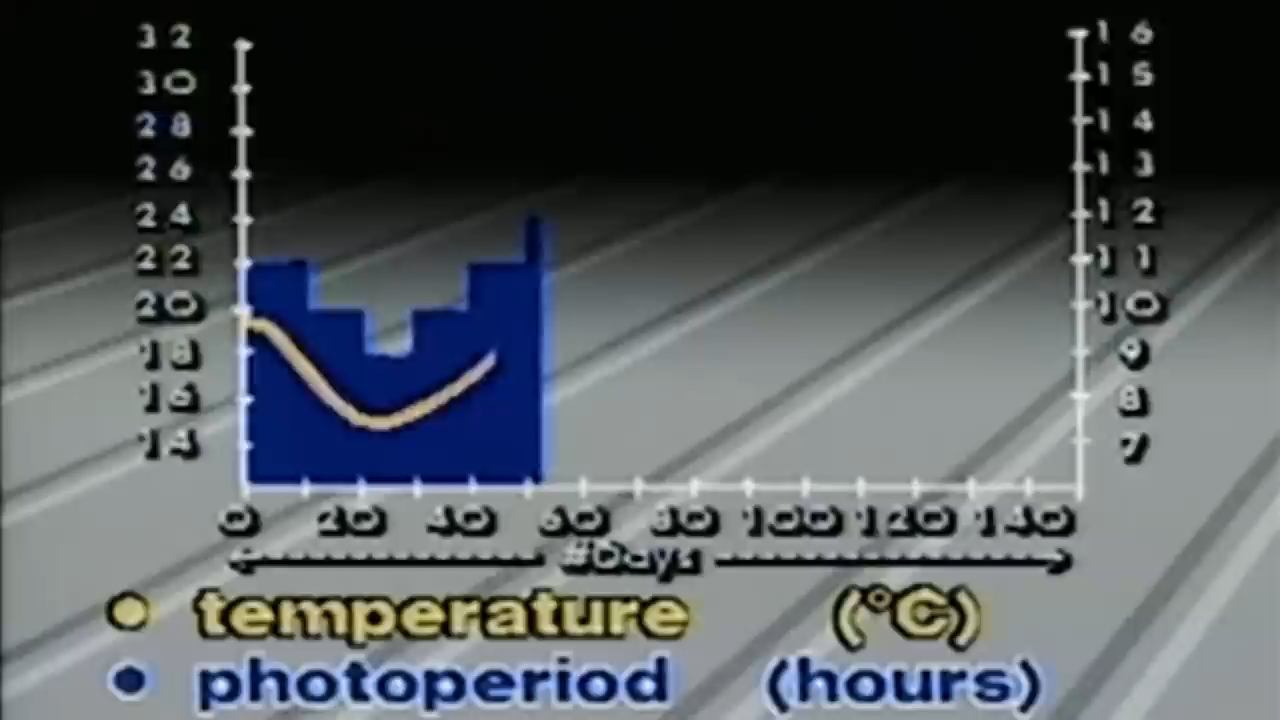 32 16
30 15
28 14
26 13
24 12
22 11
20 10
18 9
16 8
14 7
0 20 40 60 80 100 120 140
#Days
temperature (°C)
photoperiod (hours)